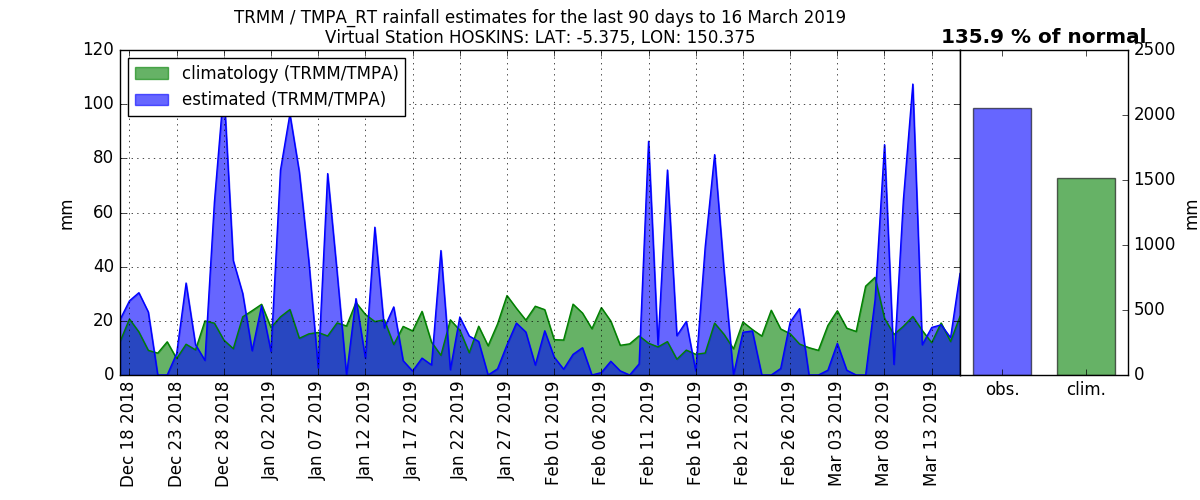 TRMM / TMPA_RT rainfall estimates for the last 90 days to 16 March 2019
Virtual Station HOSKINS: LAT: -5.375, LON: 150.375
135.9 % of normal
climatology (TRMM/TMPA)
estimated (TRMM/TMPA)
120
100
80
60
40
20
0
mm
2500
2000
1500
1000
500
0
mm
Dec 18 2018
Dec 23 2018
Dec 28 2018
Jan 02 2019
Jan 07 2019
Jan 12 2019
Jan 17 2019
Jan 22 2019
Jan 27 2019
Feb 01 2019
Feb 06 2019
Feb 11 2019
Feb 16 2019
Feb 21 2019
Feb 26 2019
Mar 03 2019
Mar 08 2019
Mar 13 2019
obs.
clim.